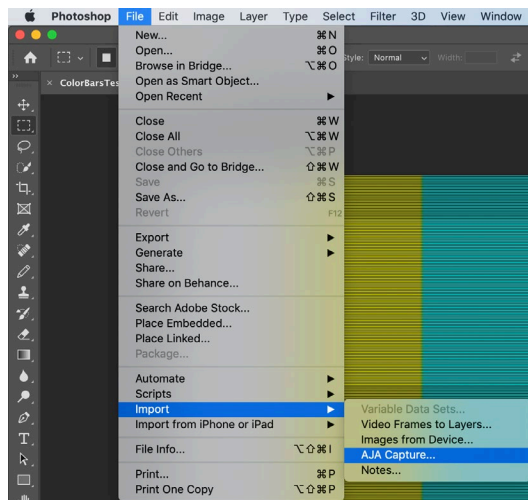 Photoshop File Edit Image Layer Type Select Filter 3D View Window
Style: Normal Width:
× ColorBarsTes
New... ⌘N
Open... ⌘O
Browse in Bridge... ⌥⌘O
Open as Smart Object...
Open Recent ▶
Close ⌘W
Close All ⌥⌘W
Close Others ⌥⌘P
Close and Go to Bridge... ⇧⌘W
Save ⌘S
Save As... ⇧⌘S
Revert F12
Export ▶
Generate ▶
Share...
Share on Behance...
Search Adobe Stock...
Place Embedded...
Place Linked...
Package...
Automate ▶
Scripts ▶
Import ▶
Variable Data Sets...
Import from iPhone or iPad ▶
Video Frames to Layers...
Images from Device...
File Info... ⌥⇧⌘I
AJA Capture...
Notes...
Print... ⌘P
Print One Copy ⌥⇧⌘P